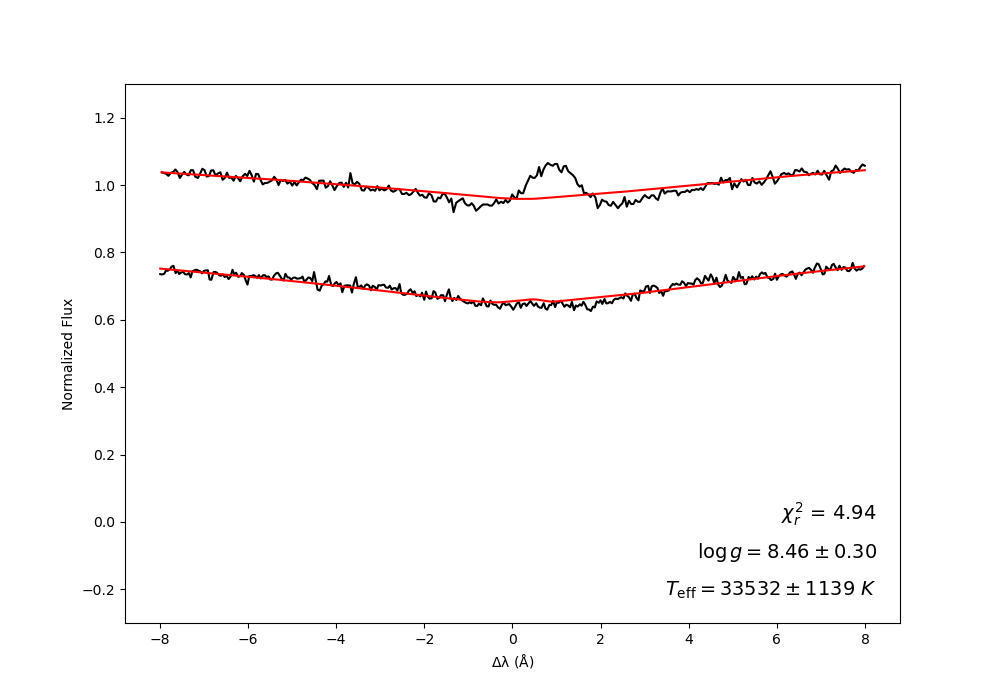 1.2
1.0
0.8
0.6
0.4
0.2
0.0
−0.2
Normalized Flux
χ²ᵣ = 4.94
log g = 8.46 ± 0.30
T_eff = 33532 ± 1139 K
−8 −6 −4 −2 0 2 4 6 8
Δλ (Å)